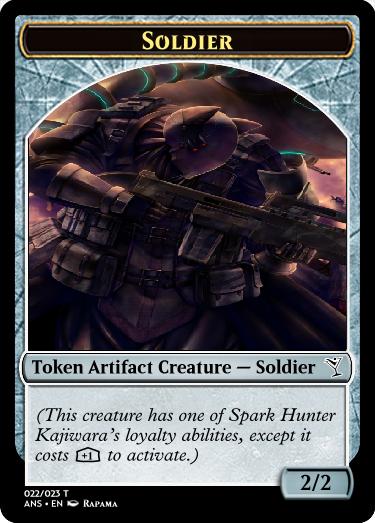 SOLDIER
Token Artifact Creature — Soldier
(This creature has one of Spark Hunter
Kajiwara's loyalty abilities, except it
costs +1 to activate.)
2/2
022/023 T
ANS • EN RAPAMA